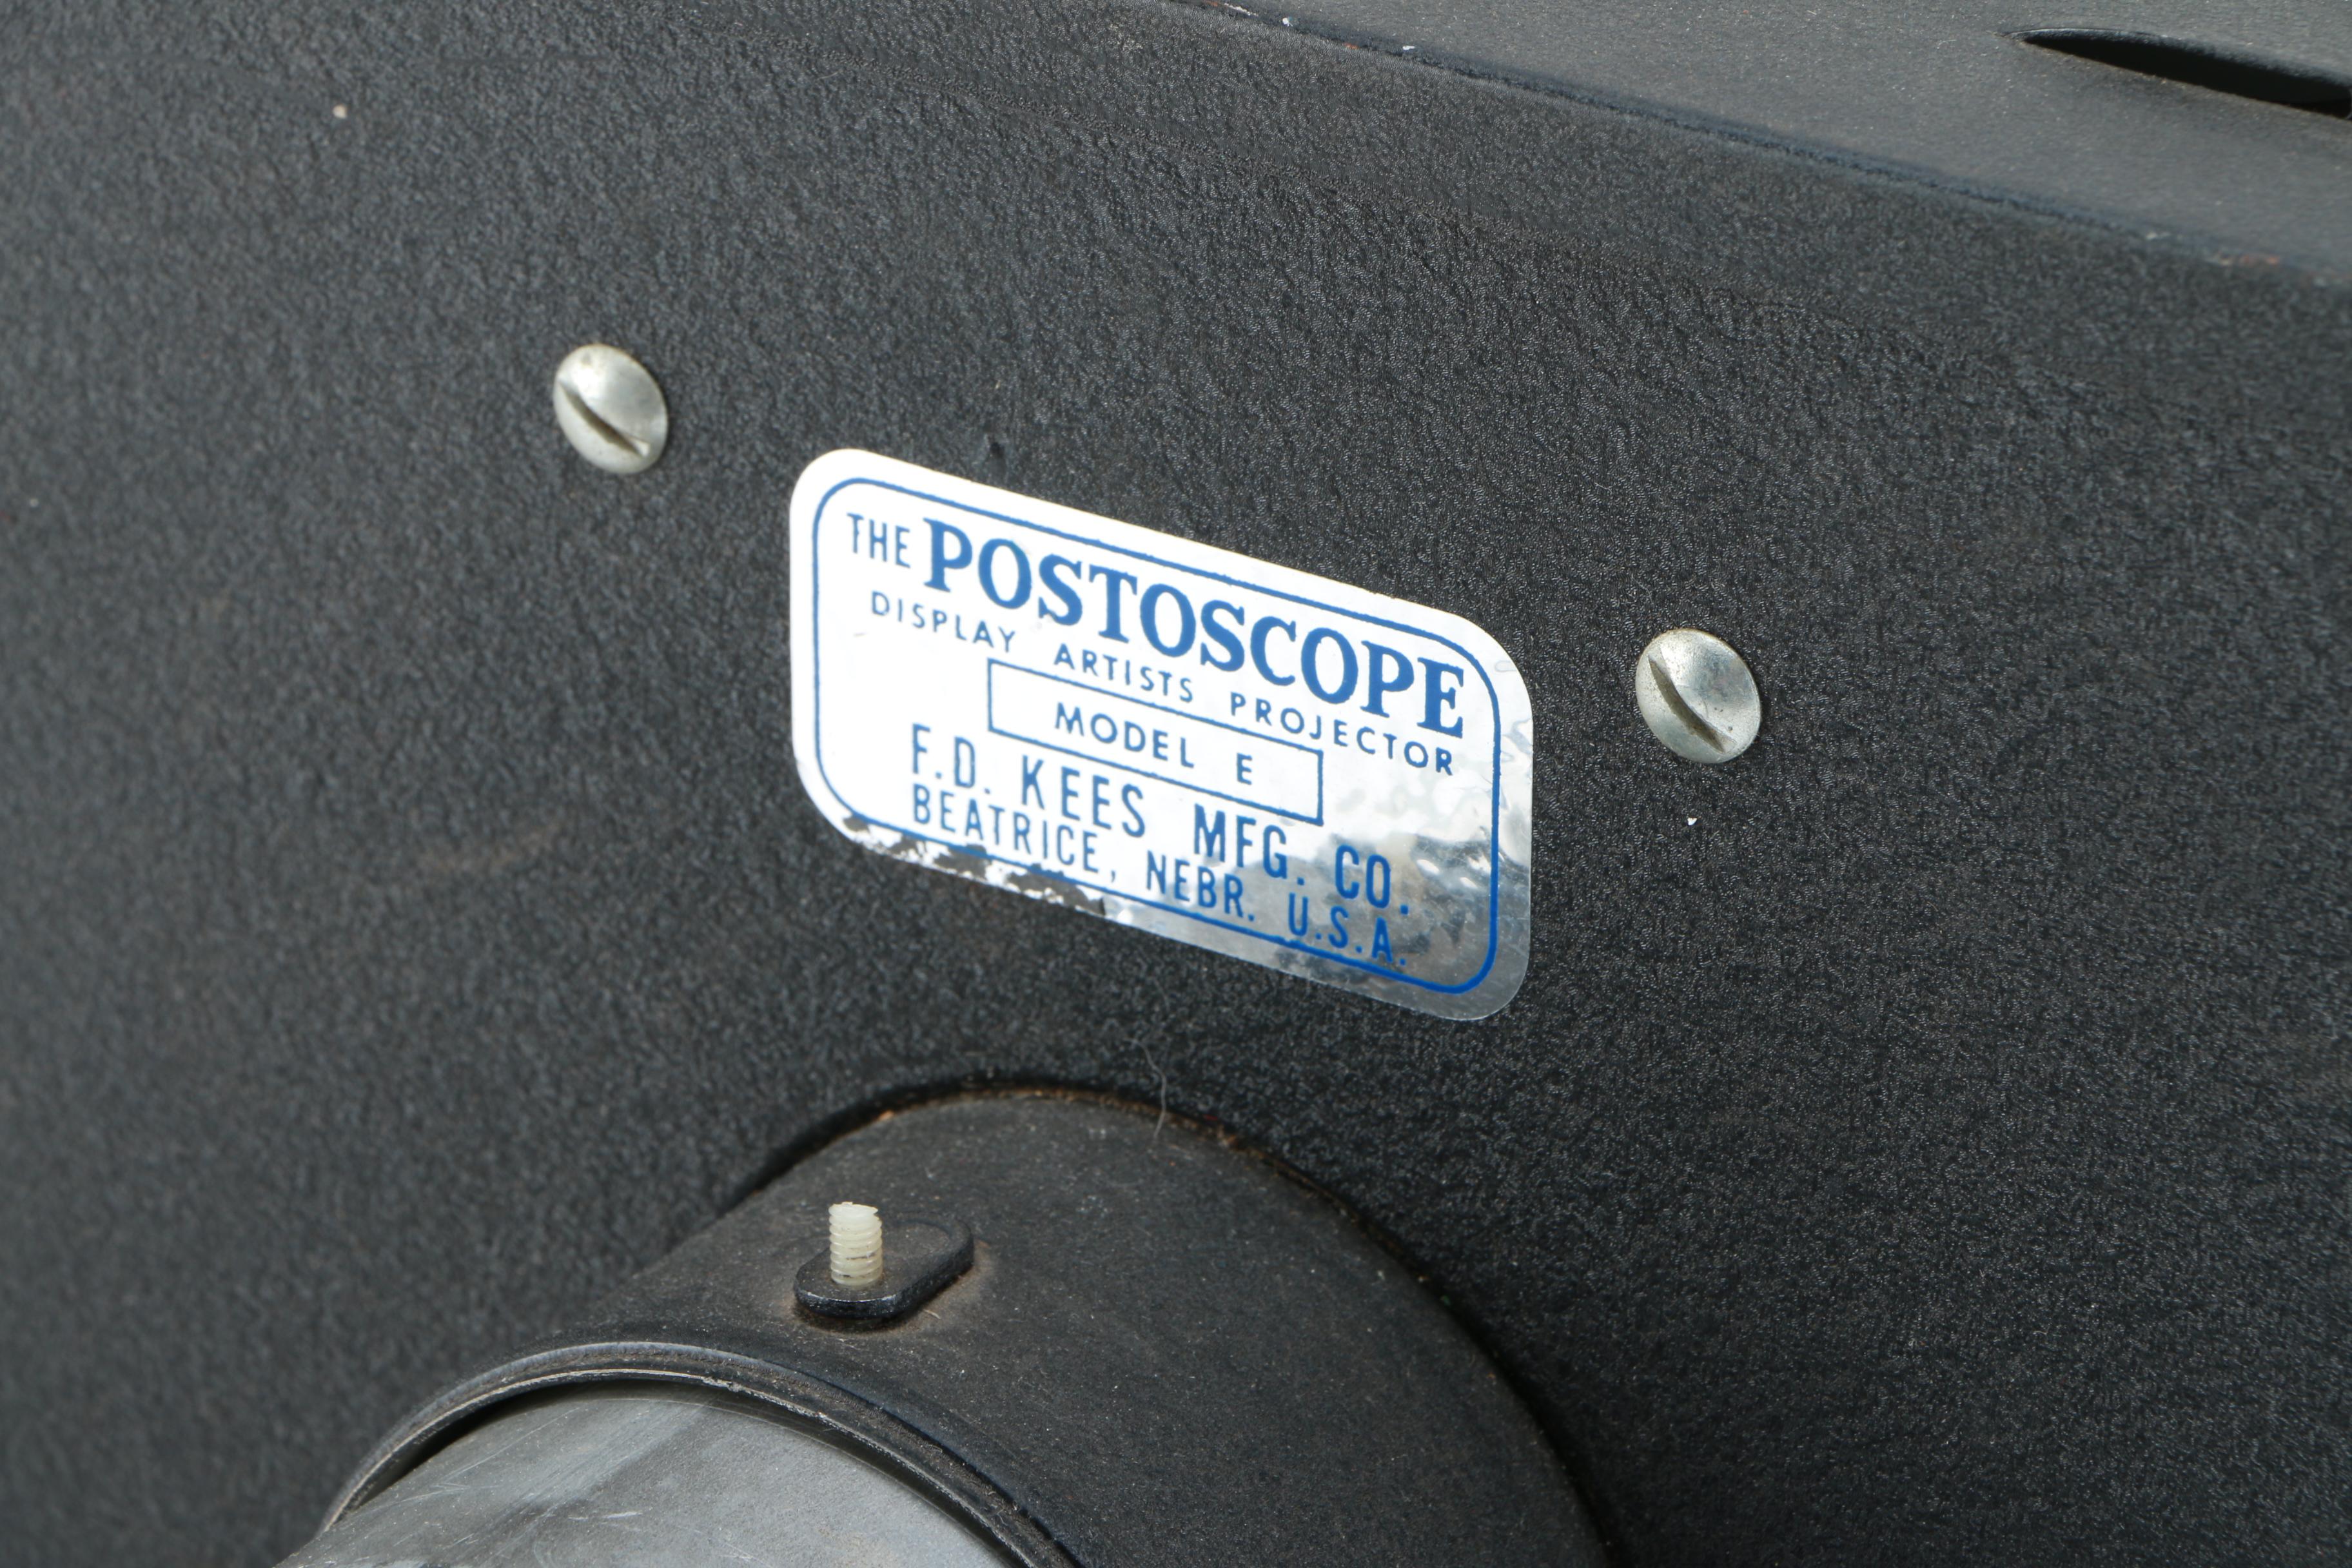 THE POSTOSCOPE
DISPLAY ARTISTS PROJECTOR
MODEL E
F.D. KEES MFG. CO.
BEATRICE, NEBR. U.S.A.